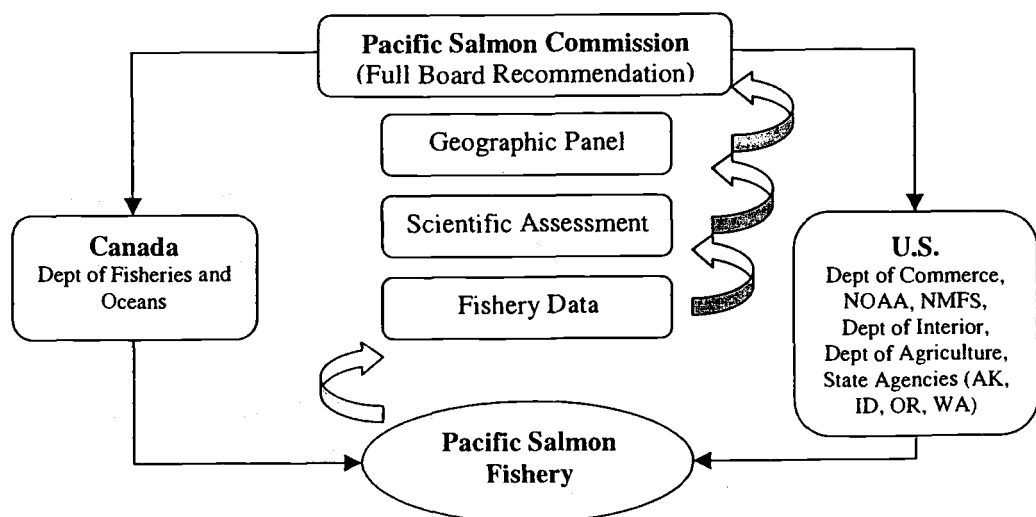 Pacific Salmon Commission
(Full Board Recommendation)
Geographic Panel
Scientific Assessment
Fishery Data
Canada
Dept of Fisheries and
Oceans
U.S.
Dept of Commerce,
NOAA, NMFS,
Dept of Interior,
Dept of Agriculture,
State Agencies (AK,
ID, OR, WA)
Pacific Salmon
Fishery